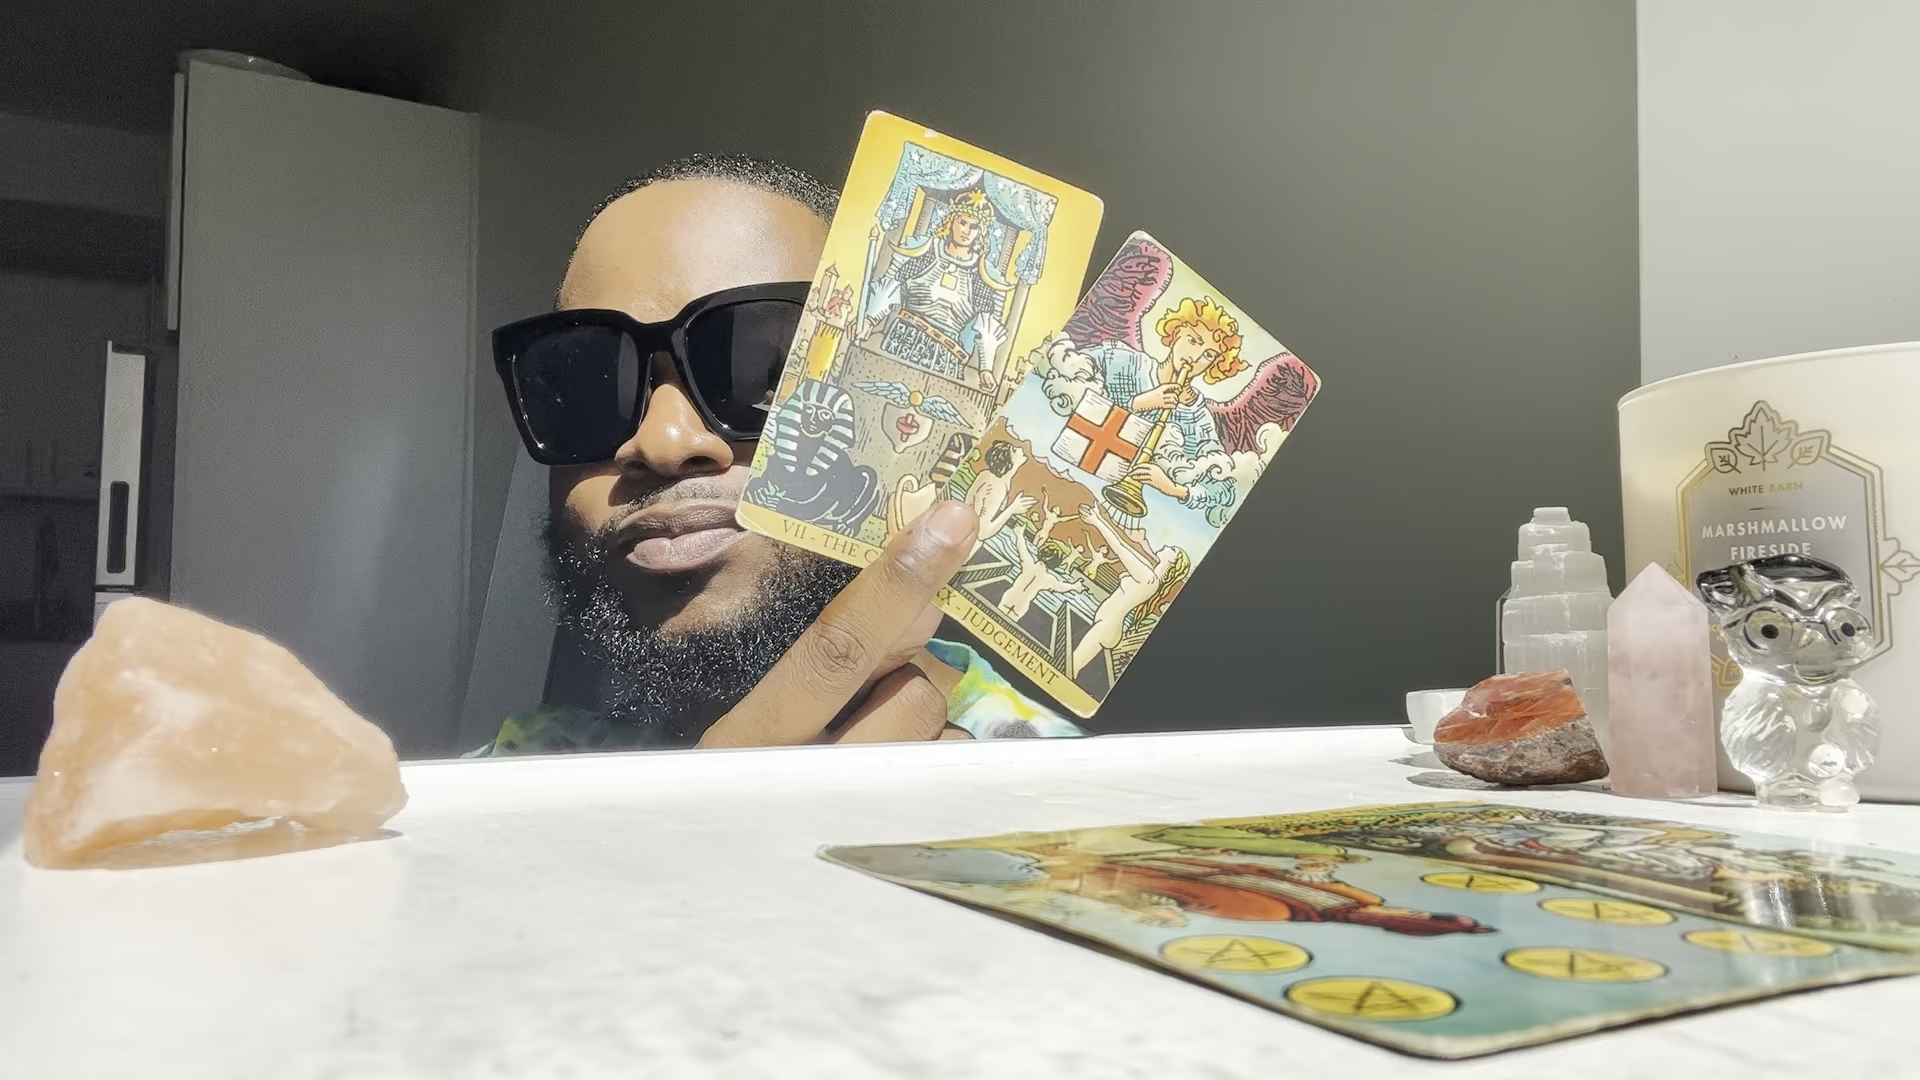 VII - THE C
XX - JUDGEMENT
WHITE BARN
MARSHMALLOW
FIRESIDE